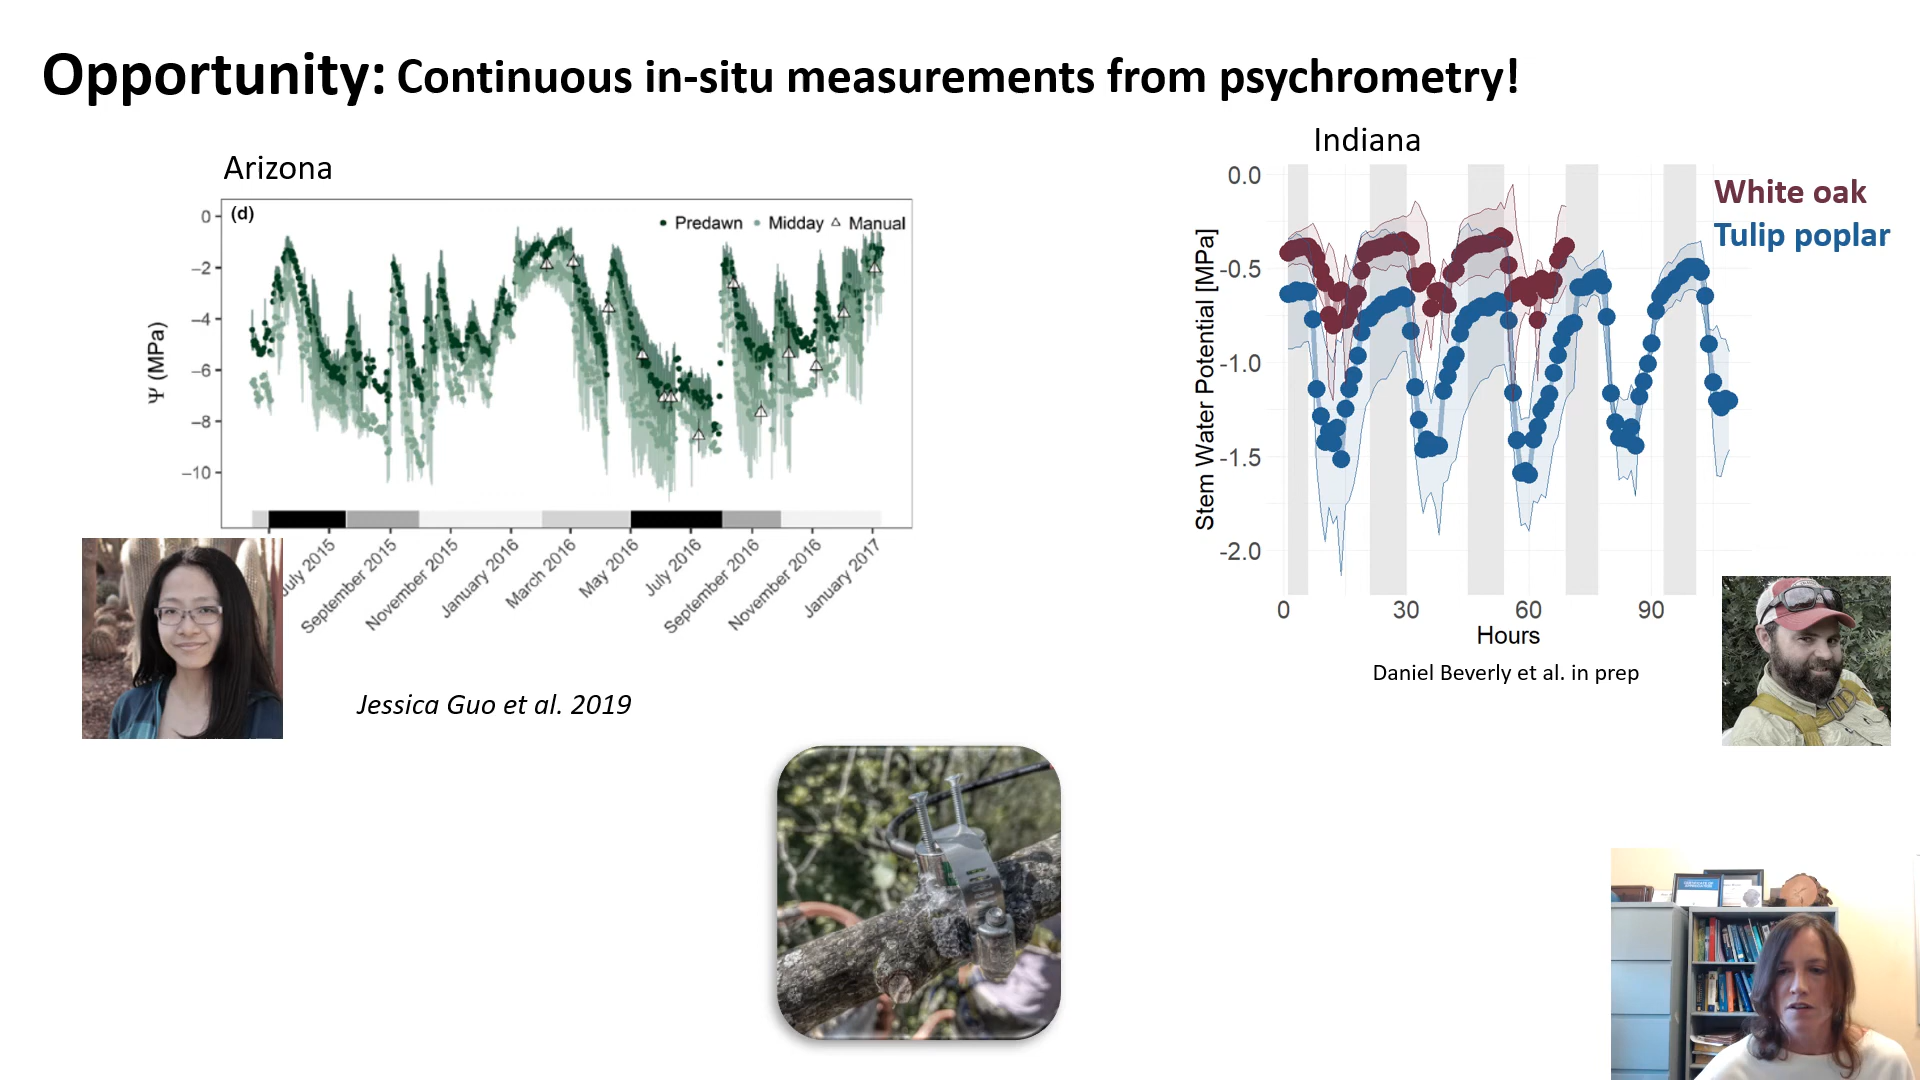 Opportunity: Continuous in-situ measurements from psychrometry!
Arizona
(d)
Predawn Midday Manual
Ψ (MPa)
0
−2
−4
−6
−8
−10
July 2015
September 2015
November 2015
January 2016
March 2016
May 2016
July 2016
September 2016
November 2016
January 2017
Jessica Guo et al. 2019
Indiana
White oak
Tulip poplar
Stem Water Potential [MPa]
0.0
-0.5
-1.0
-1.5
-2.0
0 30 60 90
Hours
Daniel Beverly et al. in prep